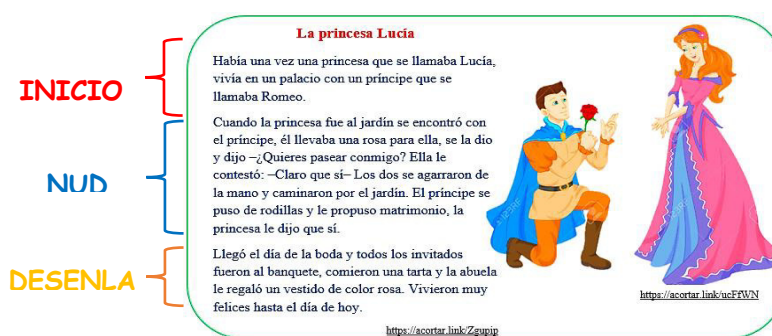 La princesa Lucía
INICIO
Había una vez una princesa que se llamaba Lucía,
vivía en un palacio con un príncipe que se
llamaba Romeo.
NUD
Cuando la princesa fue al jardín se encontró con
el príncipe, él llevaba una rosa para ella, se la dio
y dijo –¿Quieres pasear conmigo? Ella le
contestó: –Claro que sí– Los dos se agarraron de
la mano y caminaron por el jardín. El príncipe se
puso de rodillas y le propuso matrimonio, la
princesa le dijo que sí.
DESENLA
Llegó el día de la boda y todos los invitados
fueron al banquete, comieron una tarta y la abuela
le regaló un vestido de color rosa. Vivieron muy
felices hasta el día de hoy.
https://acortar.link/ucFfWN
https://acortar.link/Zgupjp